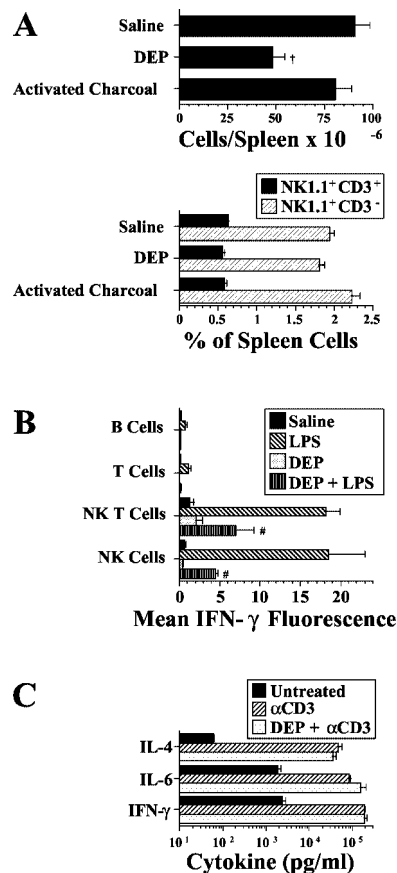 A
Saline
DEP
†
Activated Charcoal
0 25 50 75 100
Cells/Spleen x 10 -6
NK1.1+ CD3+
NK1.1+ CD3-
Saline
DEP
Activated Charcoal
0 0.5 1 1.5 2 2.5
% of Spleen Cells
B
Saline
LPS
DEP
DEP + LPS
B Cells
T Cells
NK T Cells
#
NK Cells
#
0 10 20
Mean IFN-γ Fluorescence
C
Untreated
αCD3
DEP + αCD3
IL-4
IL-6
IFN-γ
10^1 10^2 10^3 10^4 10^5
Cytokine (pg/ml)